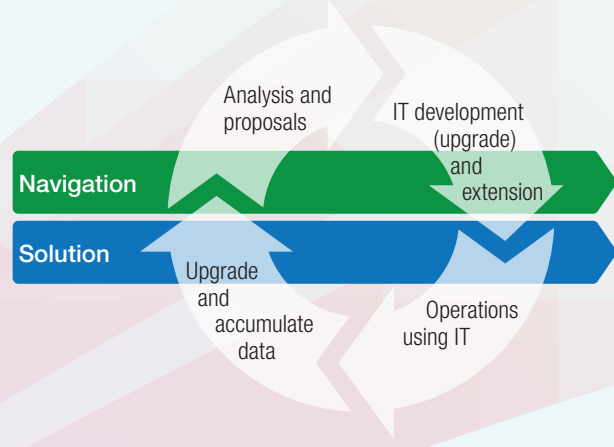 Analysis and
proposals
IT development
(upgrade)
and
extension
Navigation
Solution
Upgrade
and
accumulate
data
Operations
using IT